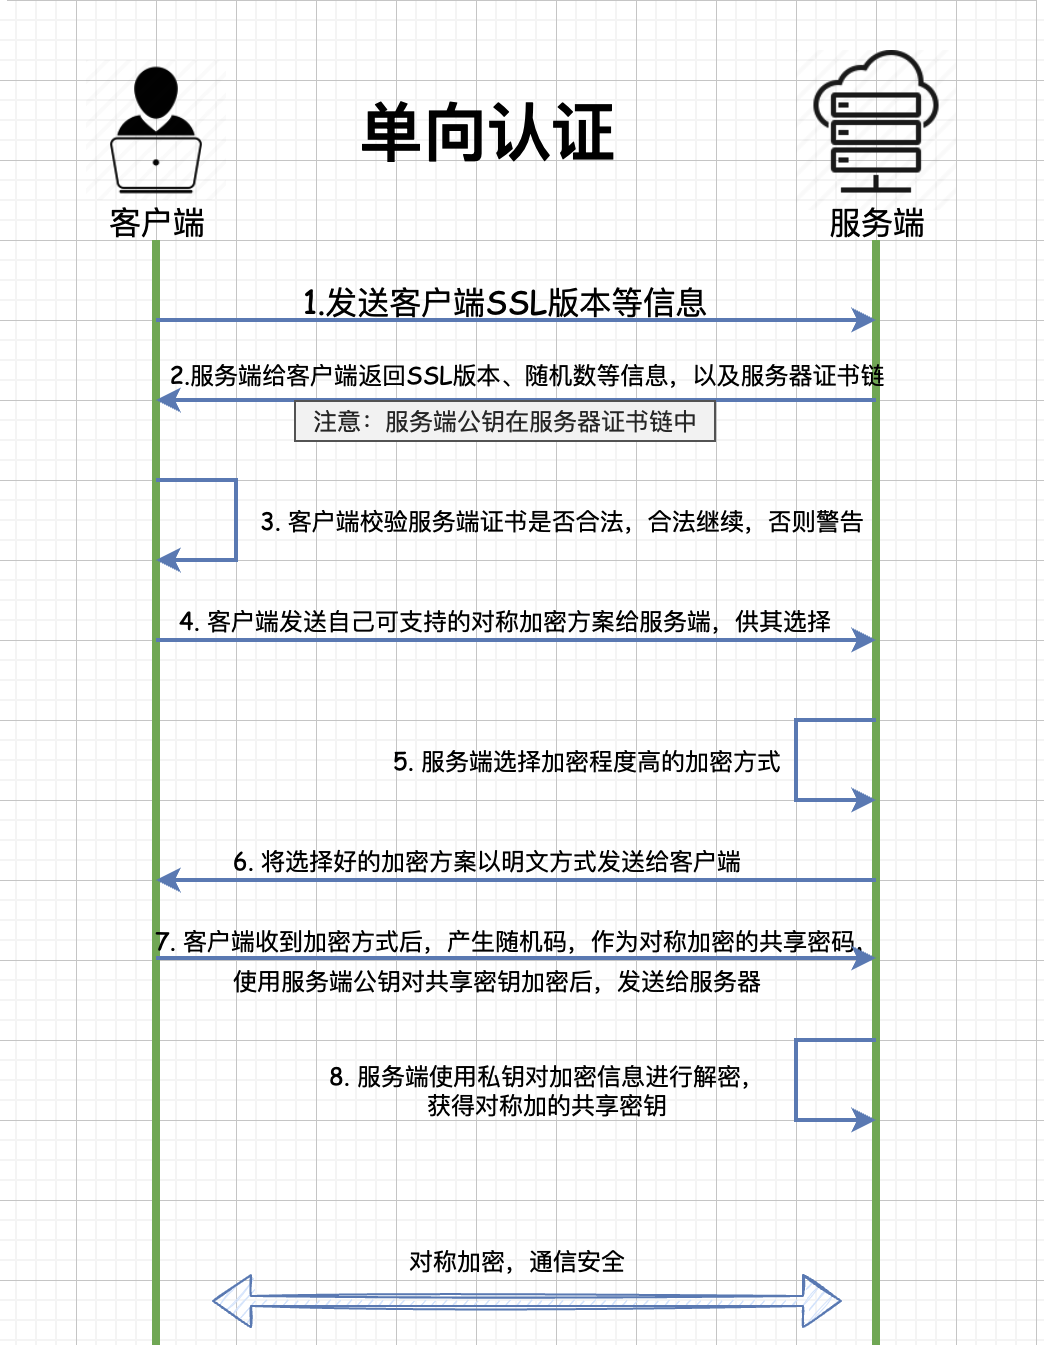 单向认证
客户端
服务端
1.发送客户端SSL版本等信息
2.服务端给客户端返回SSL版本、随机数等信息，以及服务器证书链
注意：服务端公钥在服务器证书链中
3. 客户端校验服务端证书是否合法，合法继续，否则警告
4. 客户端发送自己可支持的对称加密方案给服务端，供其选择
5. 服务端选择加密程度高的加密方式
6. 将选择好的加密方案以明文方式发送给客户端
7. 客户端收到加密方式后，产生随机码，作为对称加密的共享密码，
使用服务端公钥对共享密钥加密后，发送给服务器
8. 服务端使用私钥对加密信息进行解密，
获得对称加的共享密钥
对称加密，通信安全